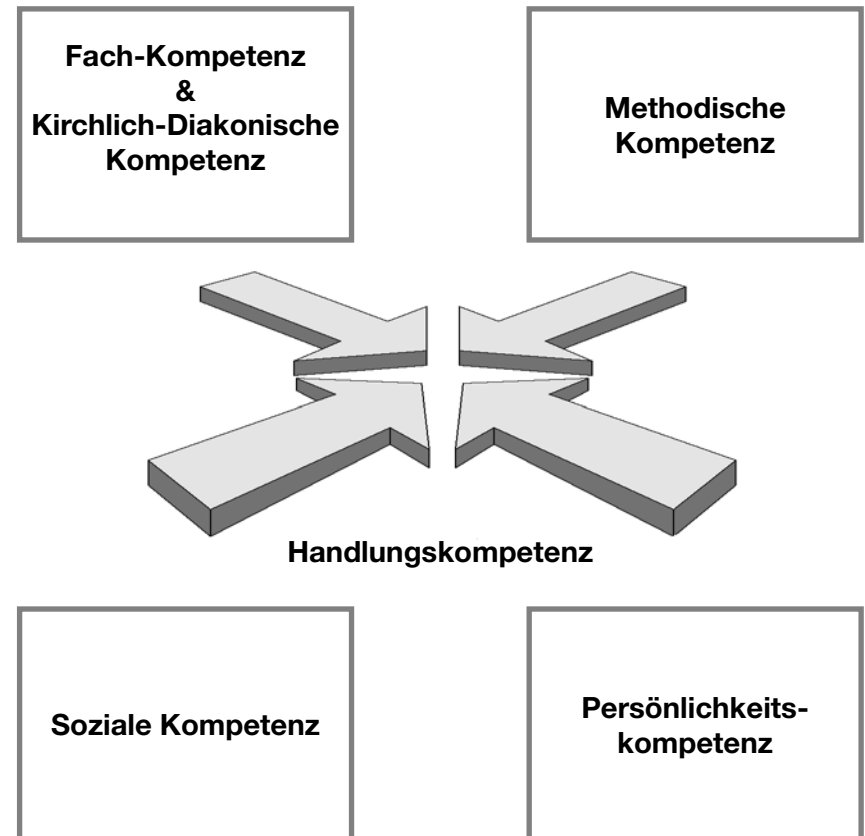 Fach-Kompetenz
&
Kirchlich-Diakonische
Kompetenz
Methodische
Kompetenz
Handlungskompetenz
Soziale Kompetenz
Persönlichkeits-
kompetenz